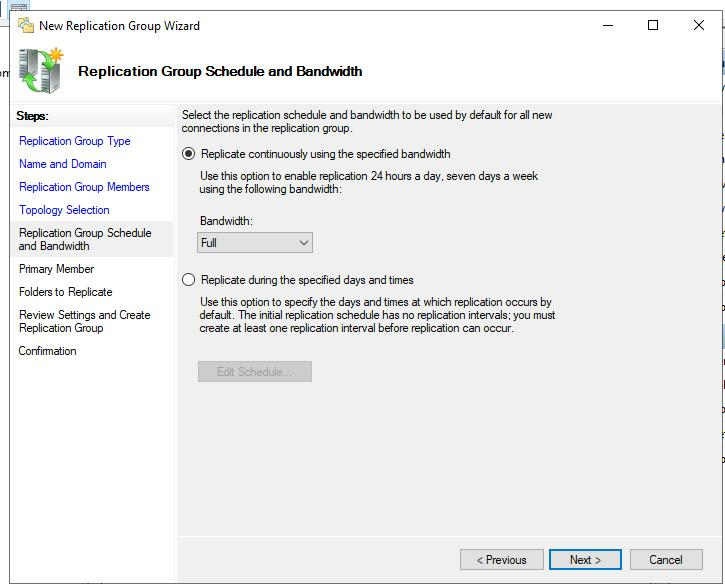 New Replication Group Wizard
Replication Group Schedule and Bandwidth
Steps:
Replication Group Type
Name and Domain
Replication Group Members
Topology Selection
Replication Group Schedule
and Bandwidth
Primary Member
Folders to Replicate
Review Settings and Create
Replication Group
Confirmation
Select the replication schedule and bandwidth to be used by default for all new
connections in the replication group.
Replicate continuously using the specified bandwidth
Use this option to enable replication 24 hours a day, seven days a week
using the following bandwidth:
Bandwidth:
Full
Replicate during the specified days and times
Use this option to specify the days and times at which replication occurs by
default. The initial replication schedule has no replication intervals; you must
create at least one replication interval before replication can occur.
Edit Schedule...
< Previous
Next >
Cancel